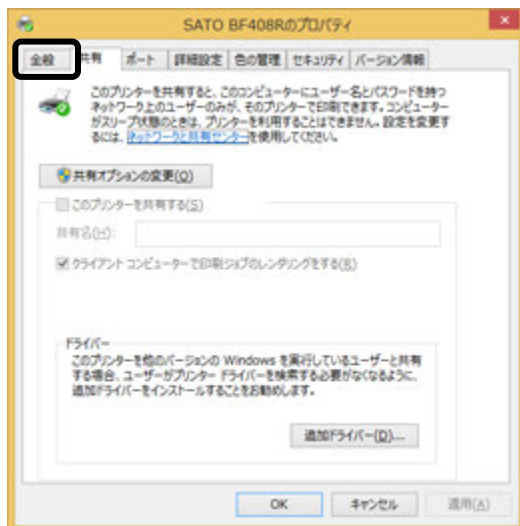 SATO BF408Rのプロパティ
全般 共有 ポート 詳細設定 色の管理 セキュリティ バージョン情報
このプリンターを共有すると、このコンピューターにユーザー名とパスワードを持つ
ネットワーク上のユーザーのみが、そのプリンターで印刷できます。コンピューター
がスリープ状態のときは、プリンターを利用することはできません。設定を変更す
るには、ネットワークと共有センターを使用してください。
共有オプションの変更(O)
このプリンターを共有する(S)
共有名(H):
クライアント コンピューターで印刷ジョブのレンダリングをする(R)
ドライバー
このプリンターを他のバージョンの Windows を実行しているユーザーと共有
する場合、ユーザーがプリンター ドライバーを検索する必要がなくなるように、
追加ドライバーをインストールすることをお勧めします。
追加ドライバー(D)...
OK キャンセル 適用(A)